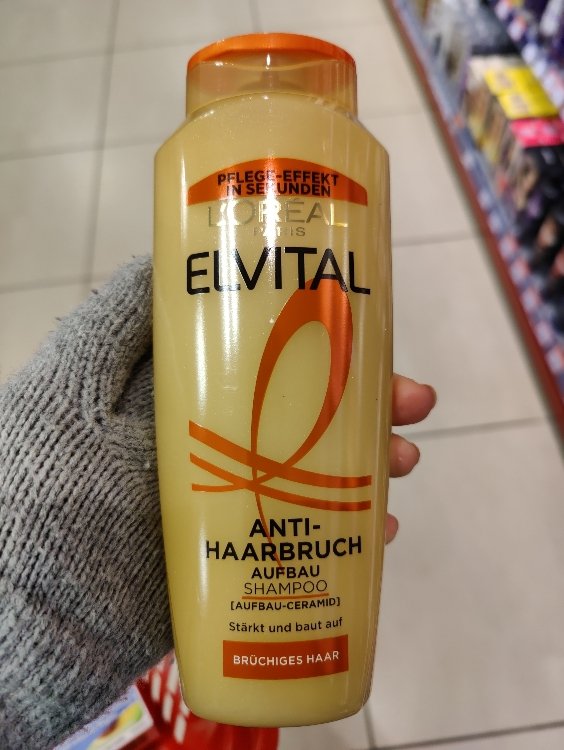 PFLEGE-EFFEKT
IN SEKUNDEN
L'ORÉAL
PARIS
ELVITAL
ANTI-
HAARBRUCH
AUFBAU
SHAMPOO
[AUFBAU-CERAMID]
Stärkt und baut auf
BRÜCHIGES HAAR